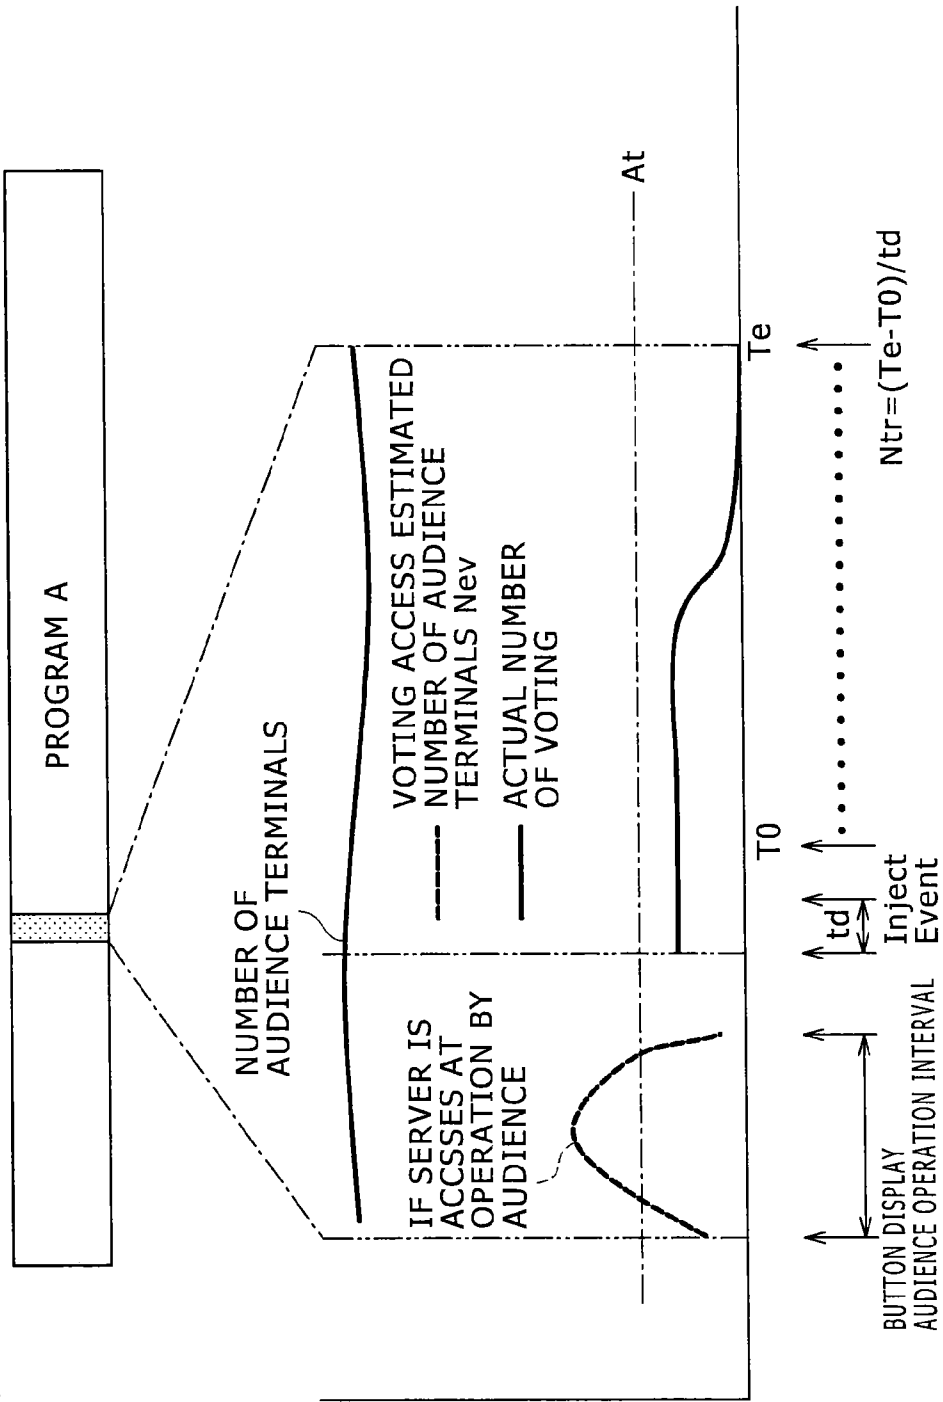 PROGRAM A
NUMBER OF
AUDIENCE TERMINALS
IF SERVER IS
ACCSSES AT
OPERATION BY
AUDIENCE
VOTING ACCESS ESTIMATED
NUMBER OF AUDIENCE
TERMINALS Nev
ACTUAL NUMBER
OF VOTING
At
T0
Te
td
Inject
Event
Ntr=(Te-T0)/td
BUTTON DISPLAY
AUDIENCE OPERATION INTERVAL